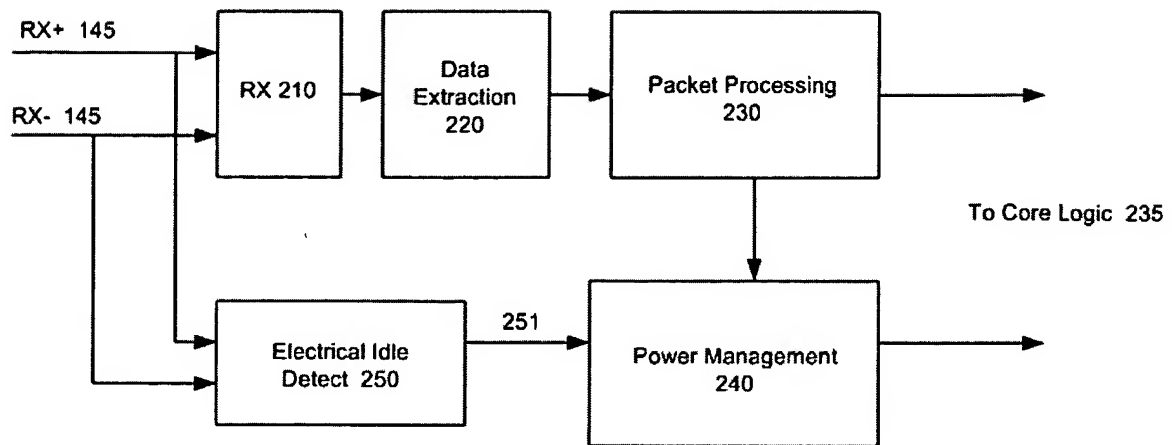 RX+ 145
RX- 145
RX 210
Data
Extraction
220
Packet Processing
230
To Core Logic 235
Electrical Idle
Detect 250
251
Power Management
240